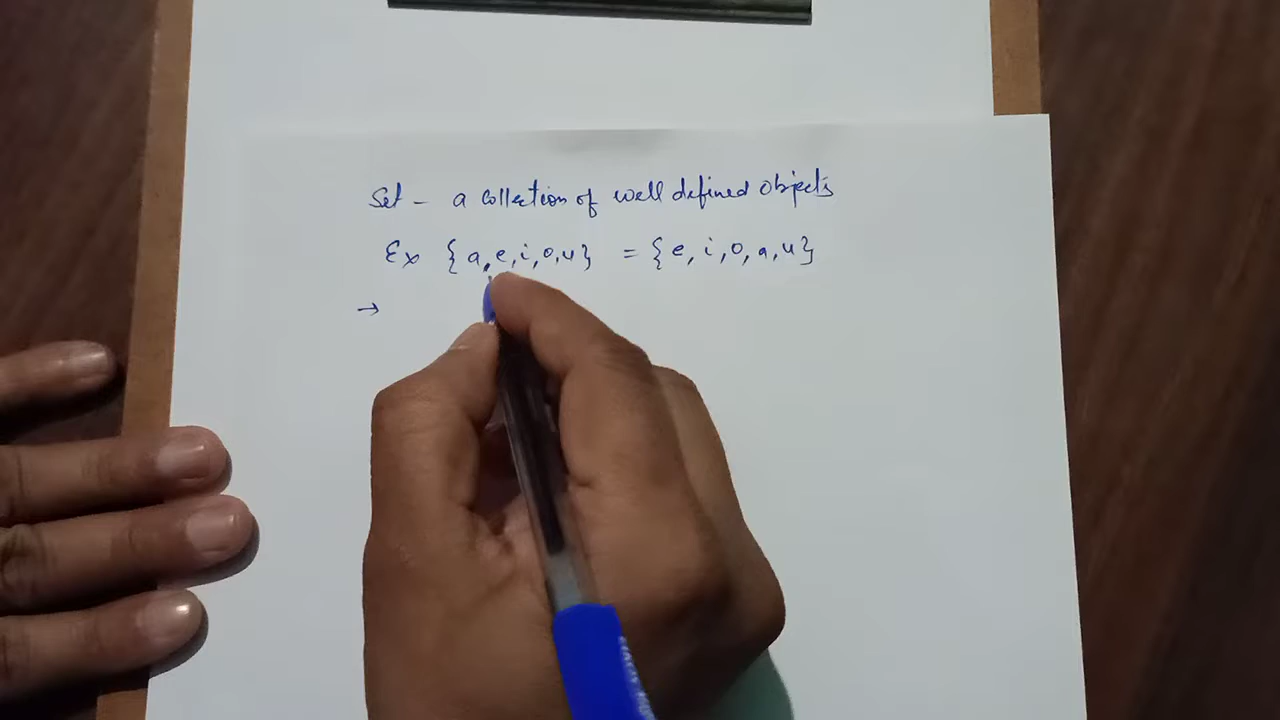 Set - a collection of well defined objects
Ex {a, e, i, o, u} = {e, i, o, a, u}
→